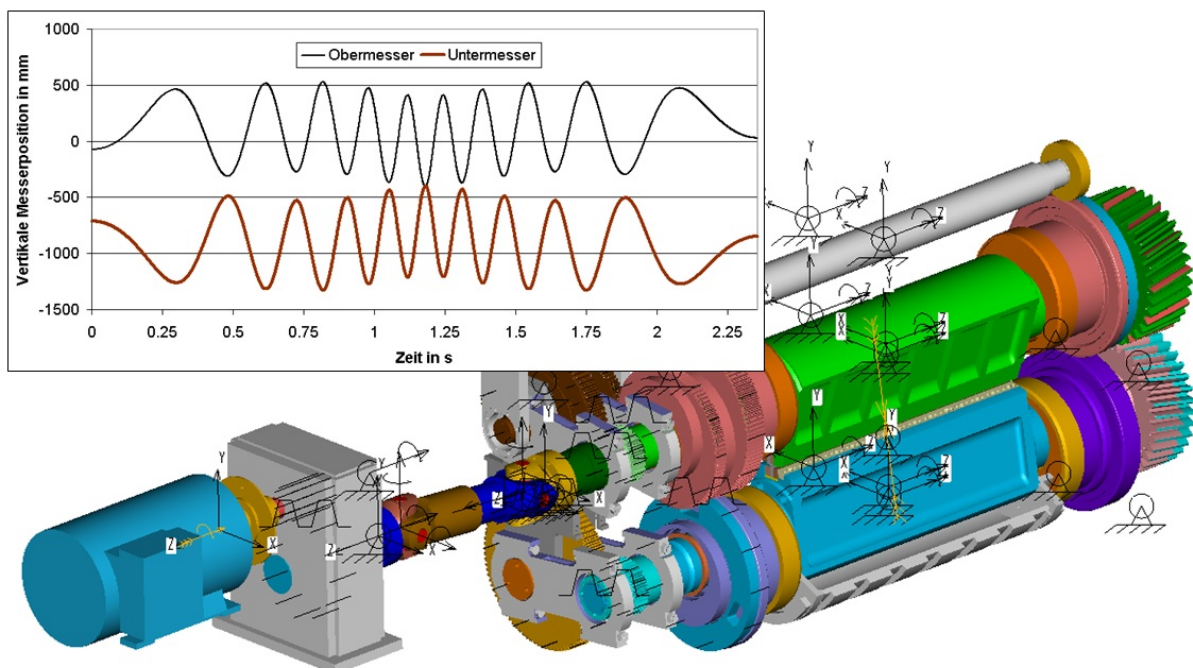 1000
500
0
-500
-1000
-1500
Vertikale Messerposition in mm
Obermesser Untermesser
0 0.25 0.5 0.75 1 1.25 1.5 1.75 2 2.25
Zeit in s
Y
Y
X
Z
X
Z
Y
X
Z
Y
X
Z
X
Y
Y
X
Z
X
Z
Y
Y
Y
Z
X
Z
X
Z
X